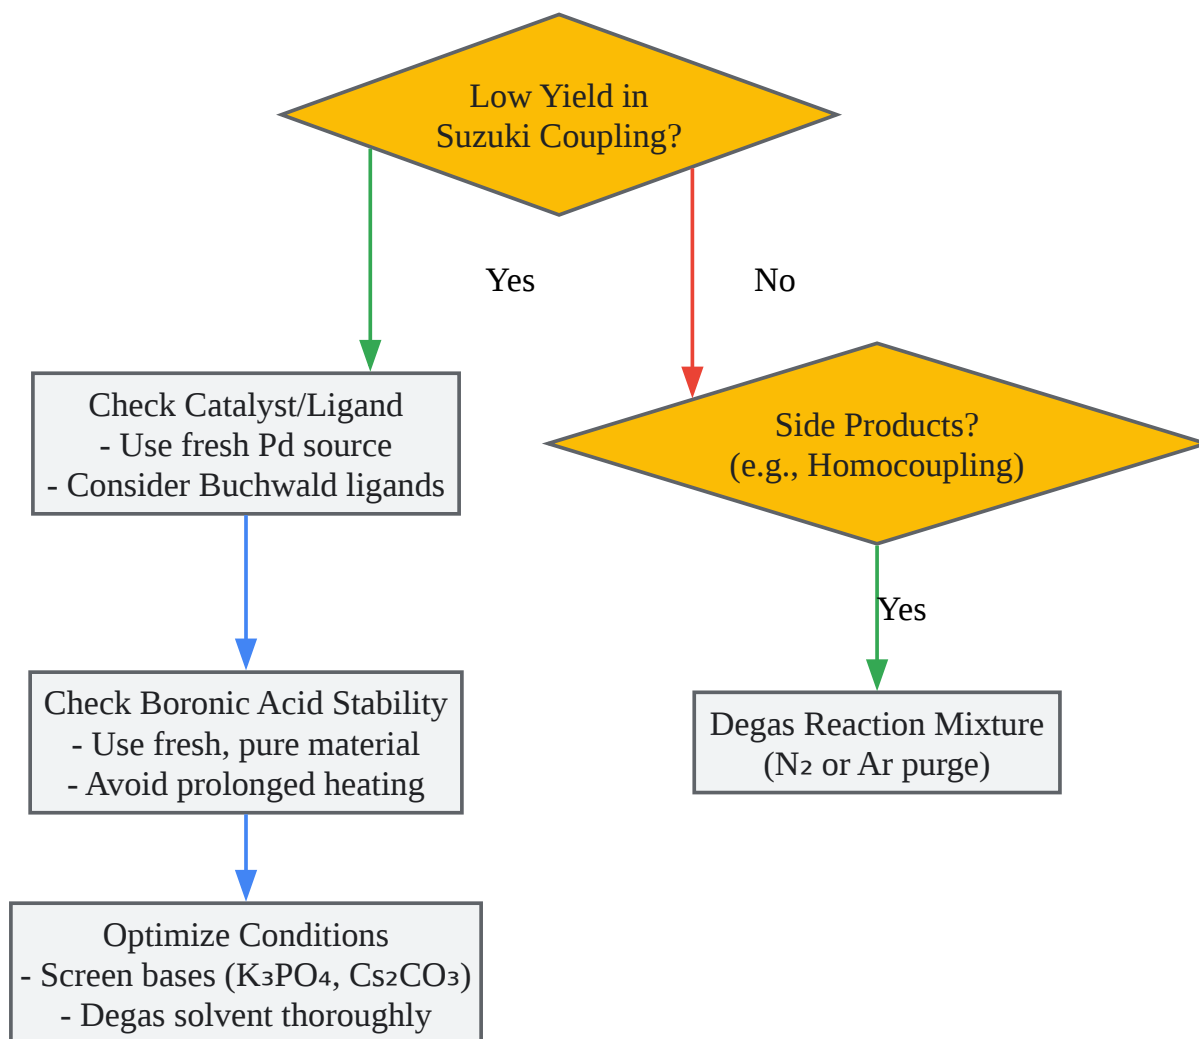 Low Yield in
Suzuki Coupling?
Yes
No
Check Catalyst/Ligand
- Use fresh Pd source
- Consider Buchwald ligands
Side Products?
(e.g., Homocoupling)
Yes
Check Boronic Acid Stability
- Use fresh, pure material
- Avoid prolonged heating
Degas Reaction Mixture
(N₂ or Ar purge)
Optimize Conditions
- Screen bases (K₃PO₄, Cs₂CO₃)
- Degas solvent thoroughly